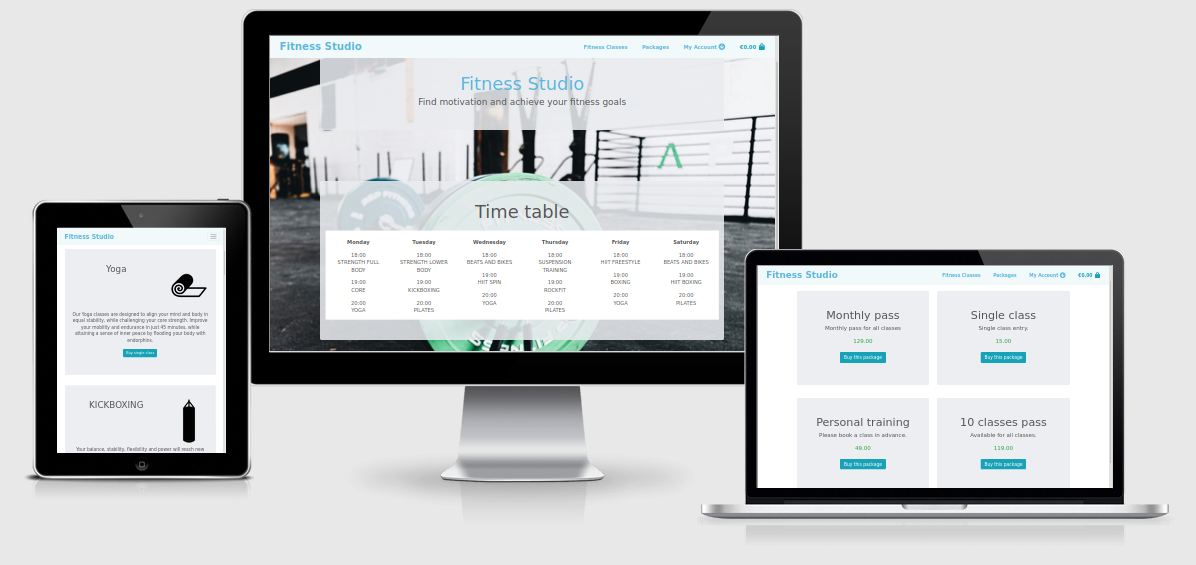 Fitness Studio
Fitness Classes Packages My Account €0.00
Fitness Studio
Find motivation and achieve your fitness goals
Time table
Monday Tuesday Wednesday Thursday Friday Saturday
18:00 18:00 18:00 18:00 18:00 18:00
STRENGTH FULL STRENGTH LOWER BEATS AND BIKES SUSPENSION HIIT FREESTYLE BEATS AND BIKES
BODY BODY TRAINING
19:00 19:00 19:00
HIIT SPIN BOXING HIIT BOXING
19:00 19:00 19:00
CORE KICKBOXING ROCKFIT
20:00 20:00 20:00
YOGA YOGA PILATES
20:00 20:00 20:00
YOGA PILATES PILATES
Fitness Studio
Yoga
Our Yoga classes are designed to align your mind and body in
equal stability, while challenging your core strength. Improve
your mobility and endurance in just 45 minutes, while
attaining a sense of inner peace by flooding your body with
endorphins.
Buy single class
KICKBOXING
Your balance, stability, flexibility and power will reach new
Fitness Studio
Fitness Classes Packages My Account €0.00
Monthly pass
Monthly pass for all classes
129.00
Buy this package
Single class
Single class entry.
15.00
Buy this package
Personal training
Please book a class in advance.
49.00
Buy this package
10 classes pass
Available for all classes.
119.00
Buy this package